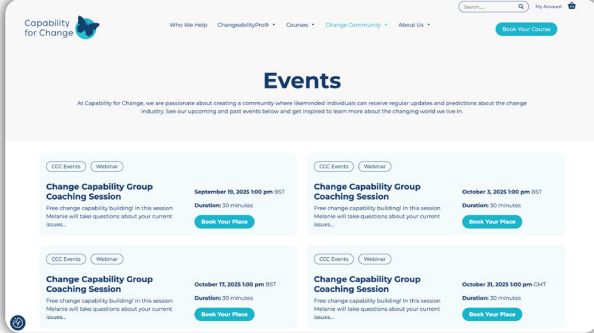 Search.....
My Account
Capability
for Change
Who We Help
ChangeabilityPro®
Courses
Change Community
About Us
Book Your Course
Events
At Capability for Change, we are passionate about creating a community where likeminded individuals can receive regular updates and predictions about the change
industry. See our upcoming and past events below and get inspired to learn more about the changing world we live in.
CCC Events
Webinar
Change Capability Group
Coaching Session
Free change capability building! In this session
Melanie will take questions about your current
issues...
September 19, 2025 1:00 pm BST
Duration: 30 minutes
Book Your Place
CCC Events
Webinar
Change Capability Group
Coaching Session
Free change capability building! In this session
Melanie will take questions about your current
issues...
October 3, 2025 1:00 pm BST
Duration: 30 minutes
Book Your Place
CCC Events
Webinar
Change Capability Group
Coaching Session
Free change capability building! In this session
Melanie will take questions about your current
issues...
October 17, 2025 1:00 pm BST
Duration: 30 minutes
Book Your Place
CCC Events
Webinar
Change Capability Group
Coaching Session
Free change capability building! In this session
Melanie will take questions about your current
issues...
October 31, 2025 1:00 pm GMT
Duration: 30 minutes
Book Your Place